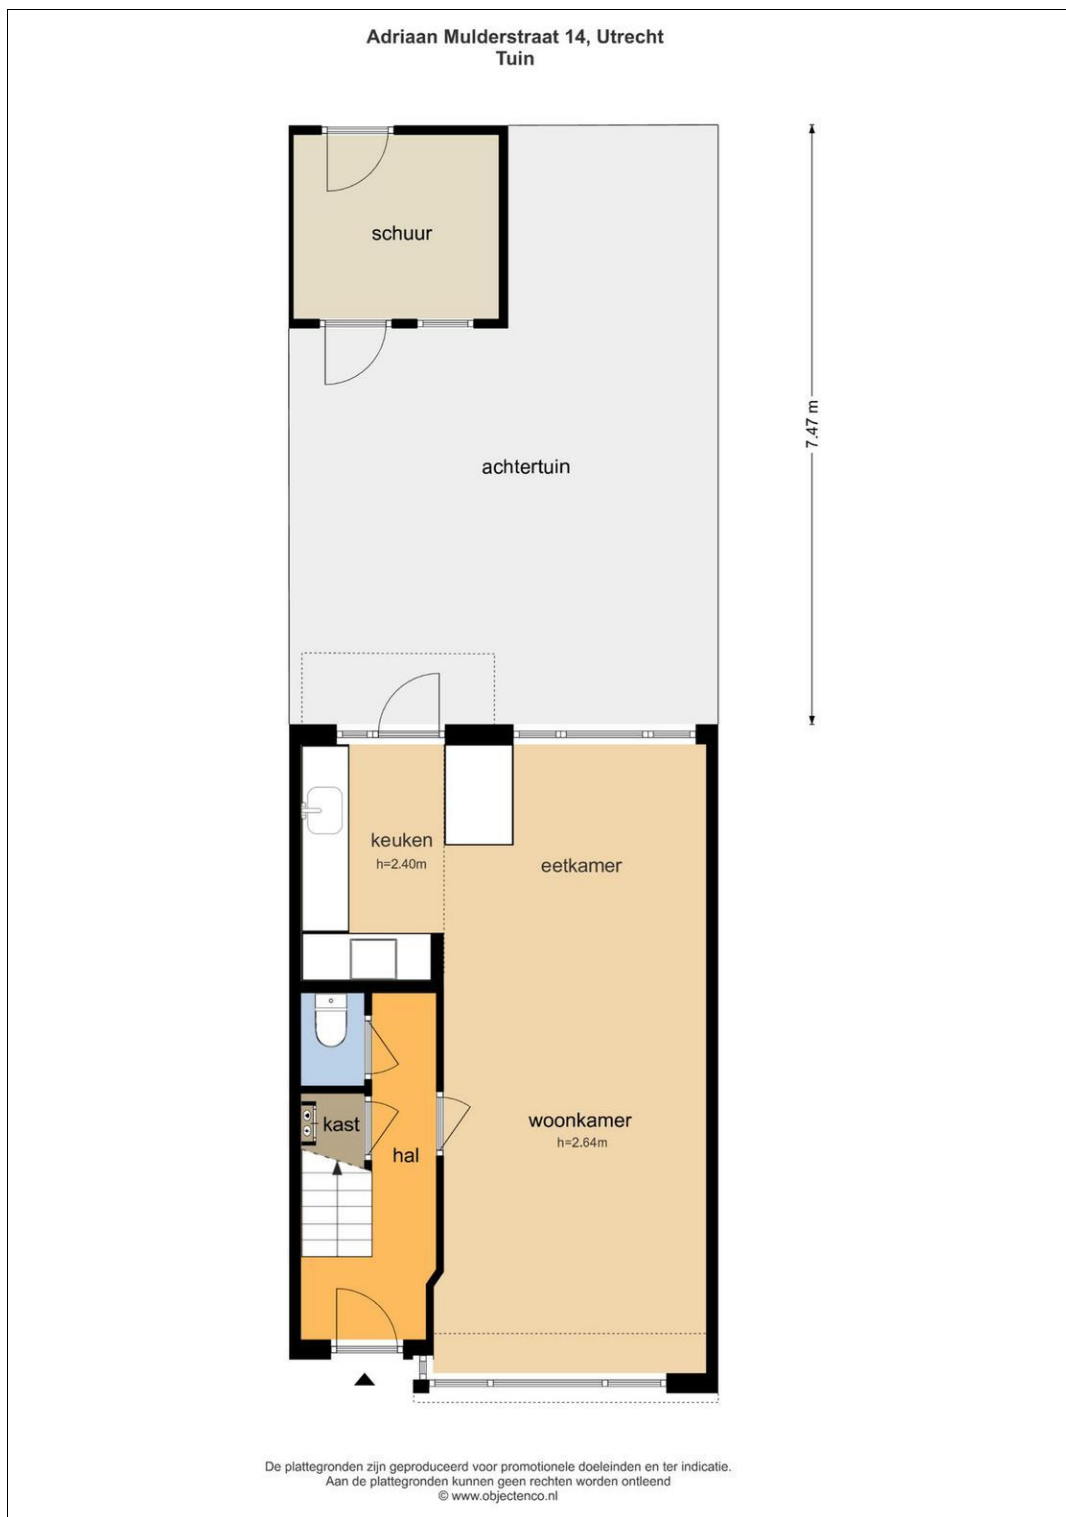 Adriaan Mulderstraat 14, Utrecht
Tuin
schuur
7.47 m
achtertuin
keuken
h=2.40m
eetkamer
kast
hal
woonkamer
h=2.64m
De plattegronden zijn geproduceerd voor promotionele doeleinden en ter indicatie.
Aan de plattegronden kunnen geen rechten worden ontleend
© www.objectenco.nl